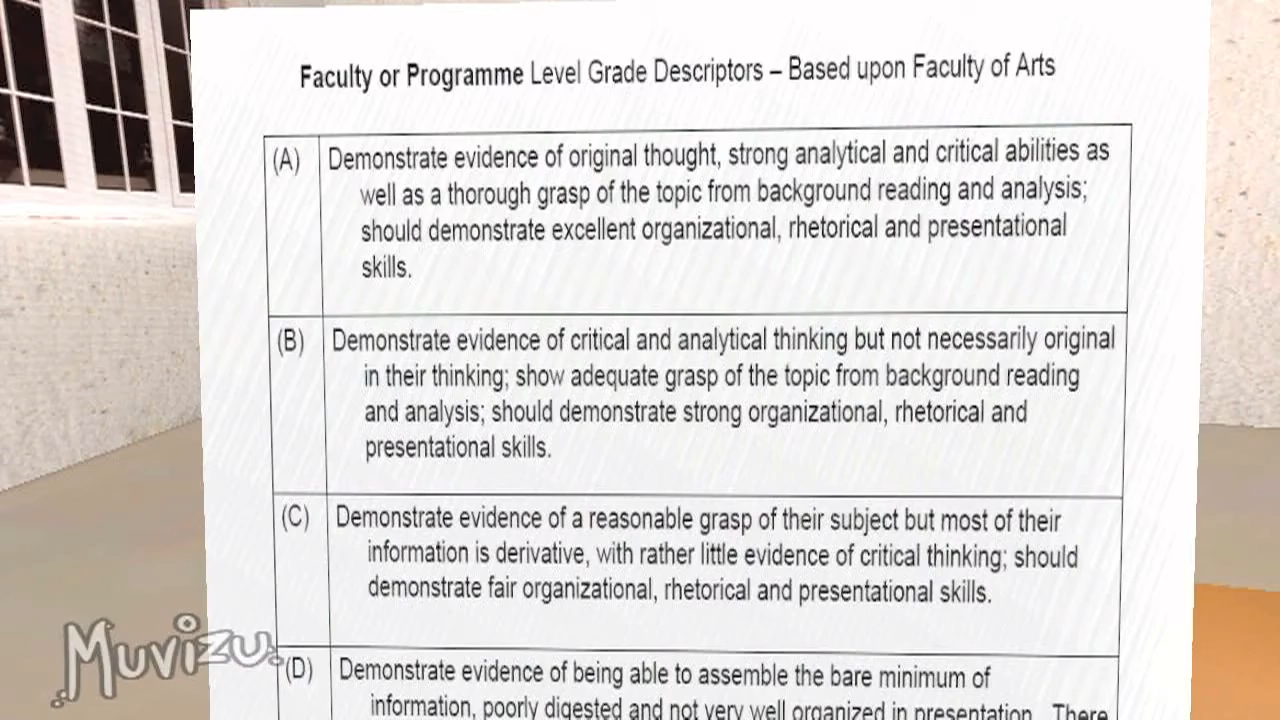 Faculty or Programme Level Grade Descriptors – Based upon Faculty of Arts
(A) Demonstrate evidence of original thought, strong analytical and critical abilities as
well as a thorough grasp of the topic from background reading and analysis;
should demonstrate excellent organizational, rhetorical and presentational
skills.
(B) Demonstrate evidence of critical and analytical thinking but not necessarily original
in their thinking; show adequate grasp of the topic from background reading
and analysis; should demonstrate strong organizational, rhetorical and
presentational skills.
(C) Demonstrate evidence of a reasonable grasp of their subject but most of their
information is derivative, with rather little evidence of critical thinking; should
demonstrate fair organizational, rhetorical and presentational skills.
(D) Demonstrate evidence of being able to assemble the bare minimum of
information, poorly digested and not very well organized in presentation. There
Muvizu